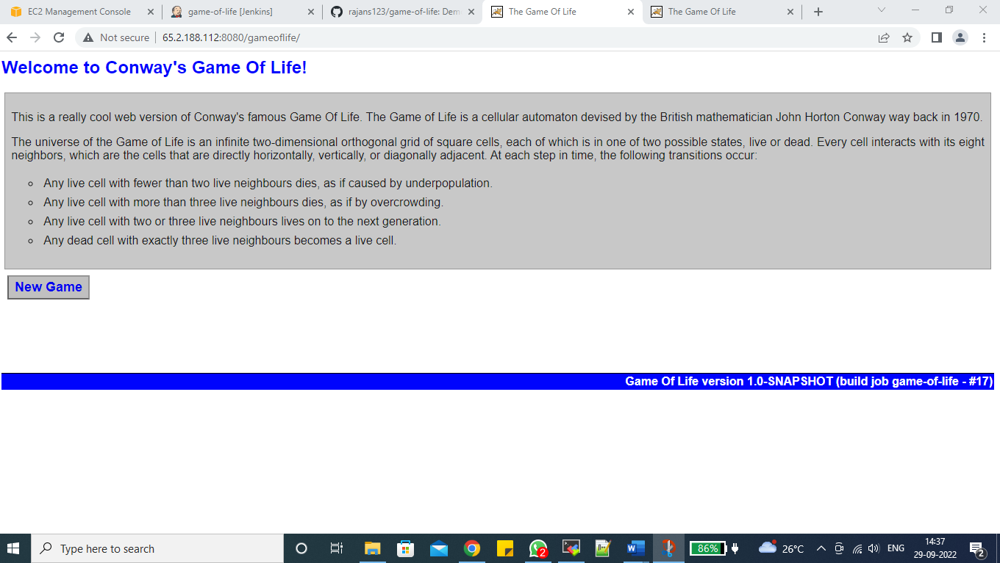 EC2 Management Console
game-of-life [Jenkins]
rajans123/game-of-life: Dem
The Game Of Life
The Game Of Life
Not secure
65.2.188.112:8080/gameoflife/
Welcome to Conway's Game Of Life!
This is a really cool web version of Conway's famous Game Of Life. The Game of Life is a cellular automaton devised by the British mathematician John Horton Conway way back in 1970.
The universe of the Game of Life is an infinite two-dimensional orthogonal grid of square cells, each of which is in one of two possible states, live or dead. Every cell interacts with its eight
neighbors, which are the cells that are directly horizontally, vertically, or diagonally adjacent. At each step in time, the following transitions occur:
Any live cell with fewer than two live neighbours dies, as if caused by underpopulation.
Any live cell with more than three live neighbours dies, as if by overcrowding.
Any live cell with two or three live neighbours lives on to the next generation.
Any dead cell with exactly three live neighbours becomes a live cell.
New Game
Game Of Life version 1.0-SNAPSHOT (build job game-of-life - #17)
Type here to search
2
86%
26°C
ENG
14:37
29-09-2022
2